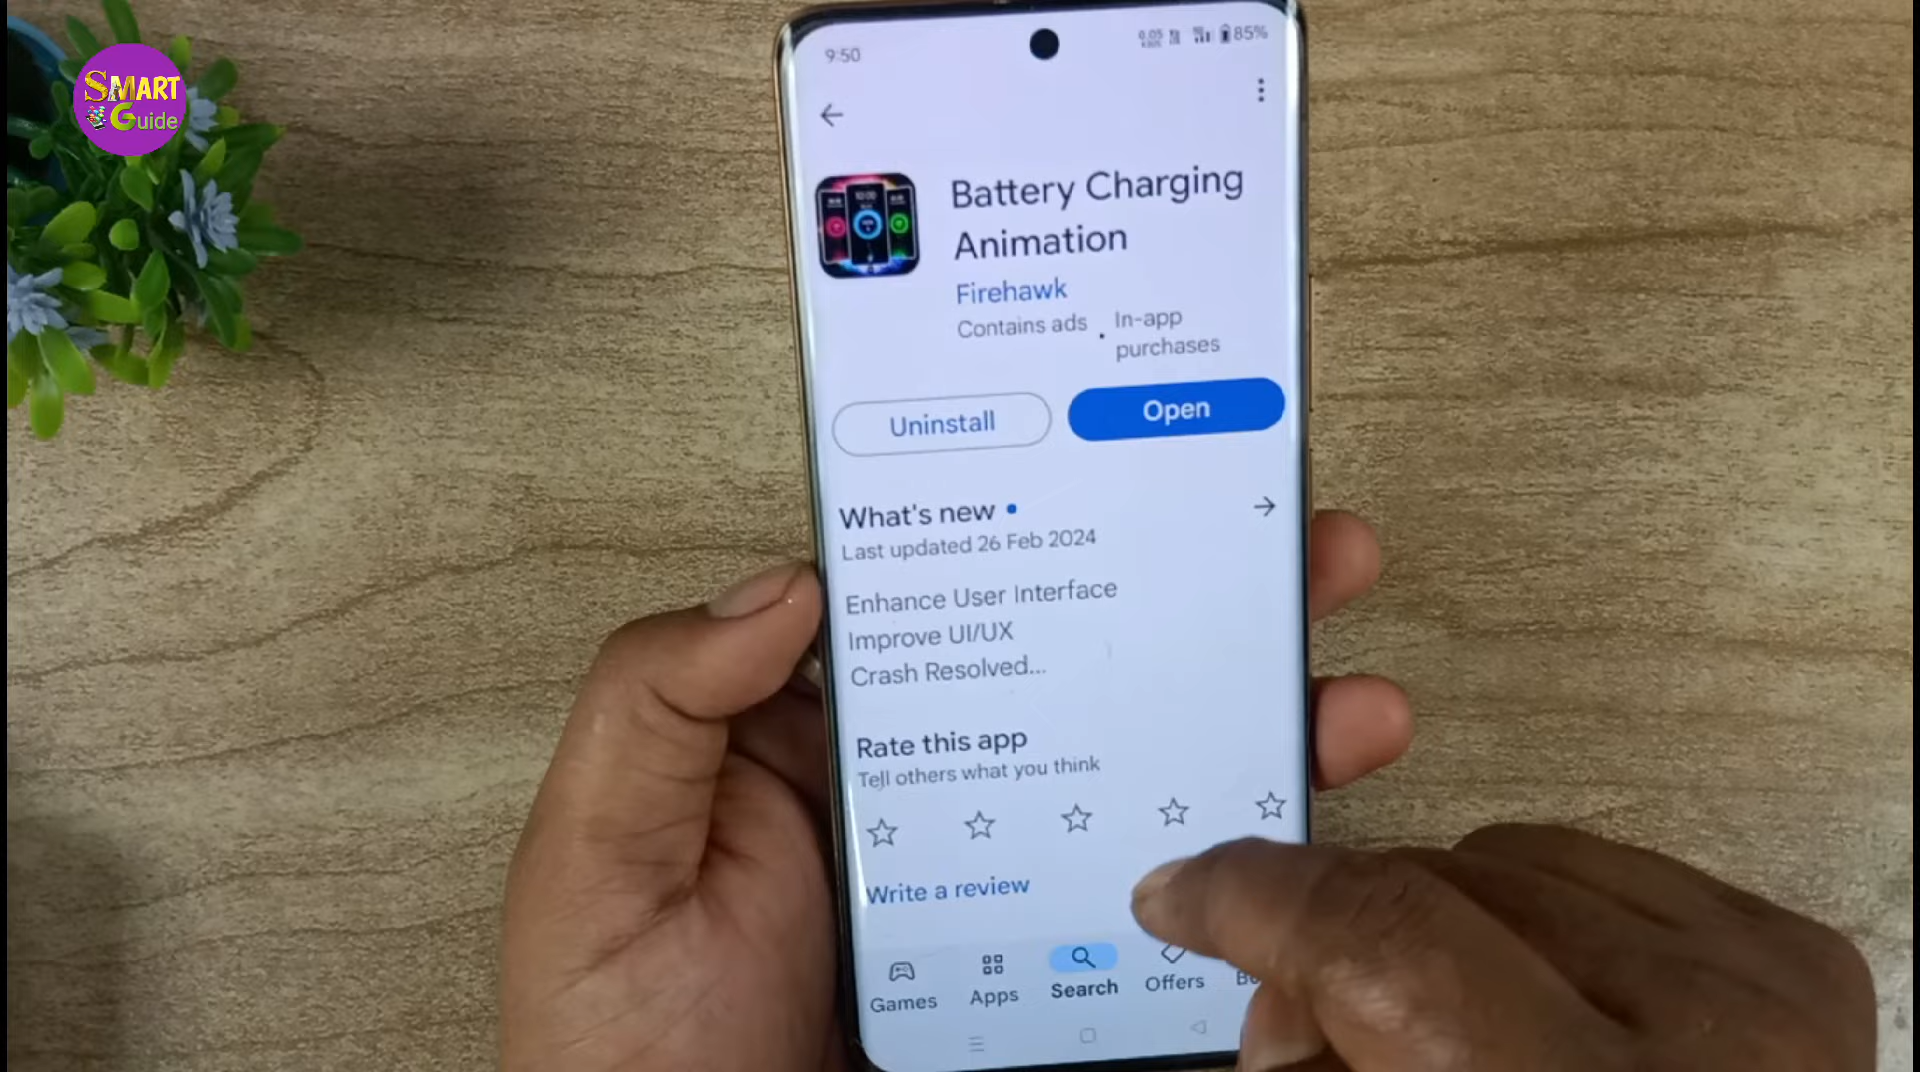 SMART
Guide
9:50
0.05
85%
Battery Charging
Animation
Firehawk
Contains ads · In-app
purchases
Uninstall
Open
What's new
Last updated 26 Feb 2024
Enhance User Interface
Improve UI/UX
Crash Resolved...
Rate this app
Tell others what you think
Write a review
Games
Apps
Search
Offers